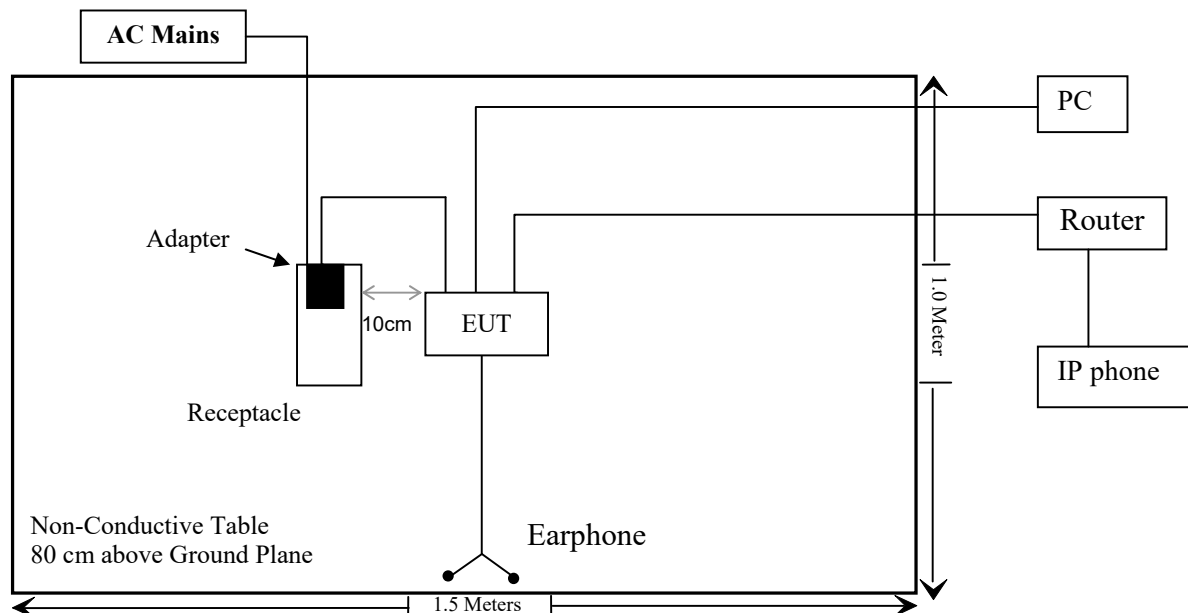 AC Mains
PC
Router
Adapter
10cm
EUT
1.0 Meter
IP phone
Receptacle
Non-Conductive Table
80 cm above Ground Plane
Earphone
1.5 Meters